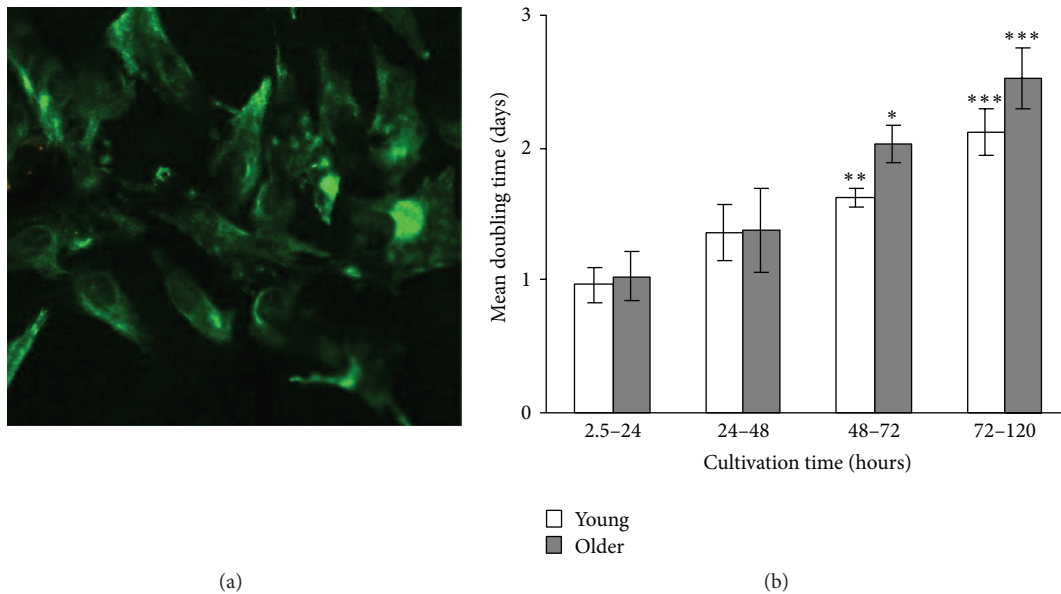 3
2
1
0
Mean doubling time (days)
*
**
***
***
2.5–24
24–48
48–72
72–120
Cultivation time (hours)
Young
Older
(a)
(b)